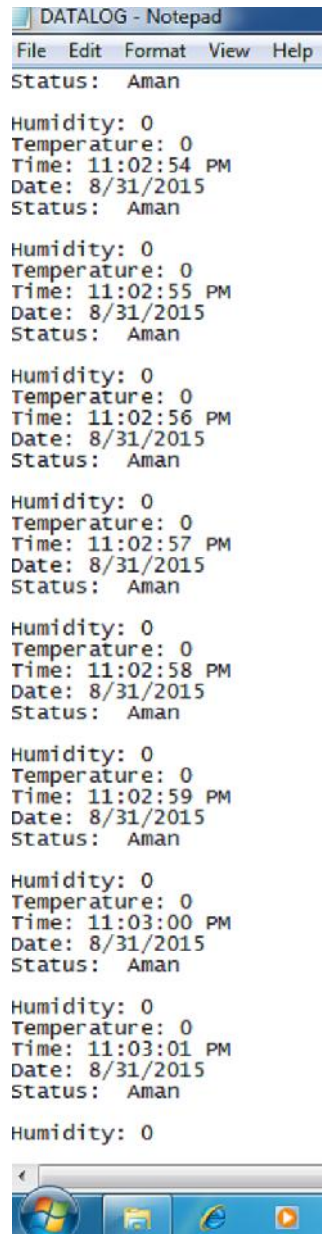 DATALOG - Notepad
File Edit Format View Help
Status: Aman
Humidity: 0
Temperature: 0
Time: 11:02:54 PM
Date: 8/31/2015
Status: Aman
Humidity: 0
Temperature: 0
Time: 11:02:55 PM
Date: 8/31/2015
Status: Aman
Humidity: 0
Temperature: 0
Time: 11:02:56 PM
Date: 8/31/2015
Status: Aman
Humidity: 0
Temperature: 0
Time: 11:02:57 PM
Date: 8/31/2015
Status: Aman
Humidity: 0
Temperature: 0
Time: 11:02:58 PM
Date: 8/31/2015
Status: Aman
Humidity: 0
Temperature: 0
Time: 11:02:59 PM
Date: 8/31/2015
Status: Aman
Humidity: 0
Temperature: 0
Time: 11:03:00 PM
Date: 8/31/2015
Status: Aman
Humidity: 0
Temperature: 0
Time: 11:03:01 PM
Date: 8/31/2015
Status: Aman
Humidity: 0